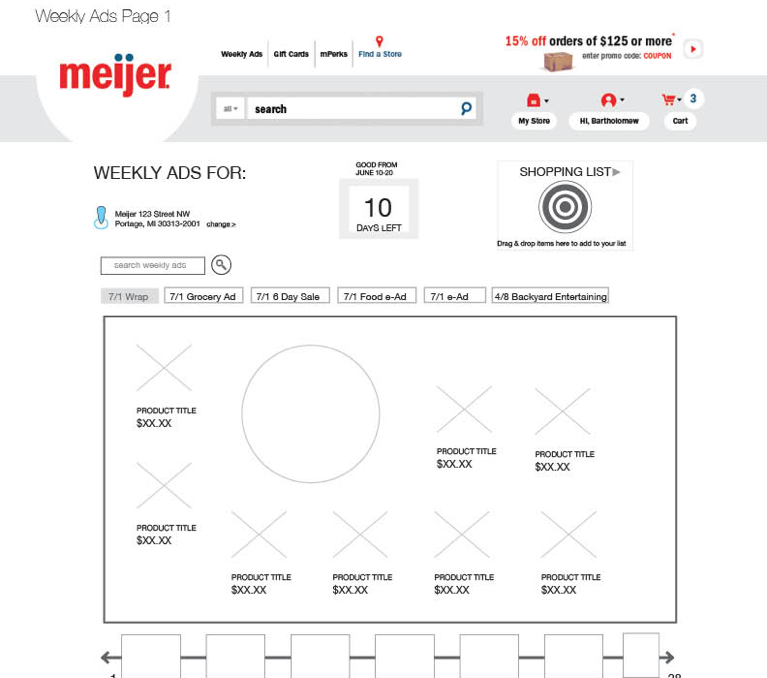 Weekly Ads Page 1
Weekly Ads
Gift Cards
mPerks
Find a Store
15% off orders of $125 or more*
enter promo code: COUPON
meijer
all
search
My Store
Hi, Bartholomew
3
Cart
WEEKLY ADS FOR:
Meijer 123 Street NW
Portage, MI 30313-2001 change >
GOOD FROM
JUNE 10-20
10
DAYS LEFT
SHOPPING LIST
Drag & drop items here to add to your list
search weekly ads
7/1 Wrap
7/1 Grocery Ad
7/1 6 Day Sale
7/1 Food e-Ad
7/1 e-Ad
4/8 Backyard Entertaining
PRODUCT TITLE
$XX.XX
PRODUCT TITLE
$XX.XX
PRODUCT TITLE
$XX.XX
PRODUCT TITLE
$XX.XX
PRODUCT TITLE
$XX.XX
PRODUCT TITLE
$XX.XX
PRODUCT TITLE
$XX.XX
PRODUCT TITLE
$XX.XX